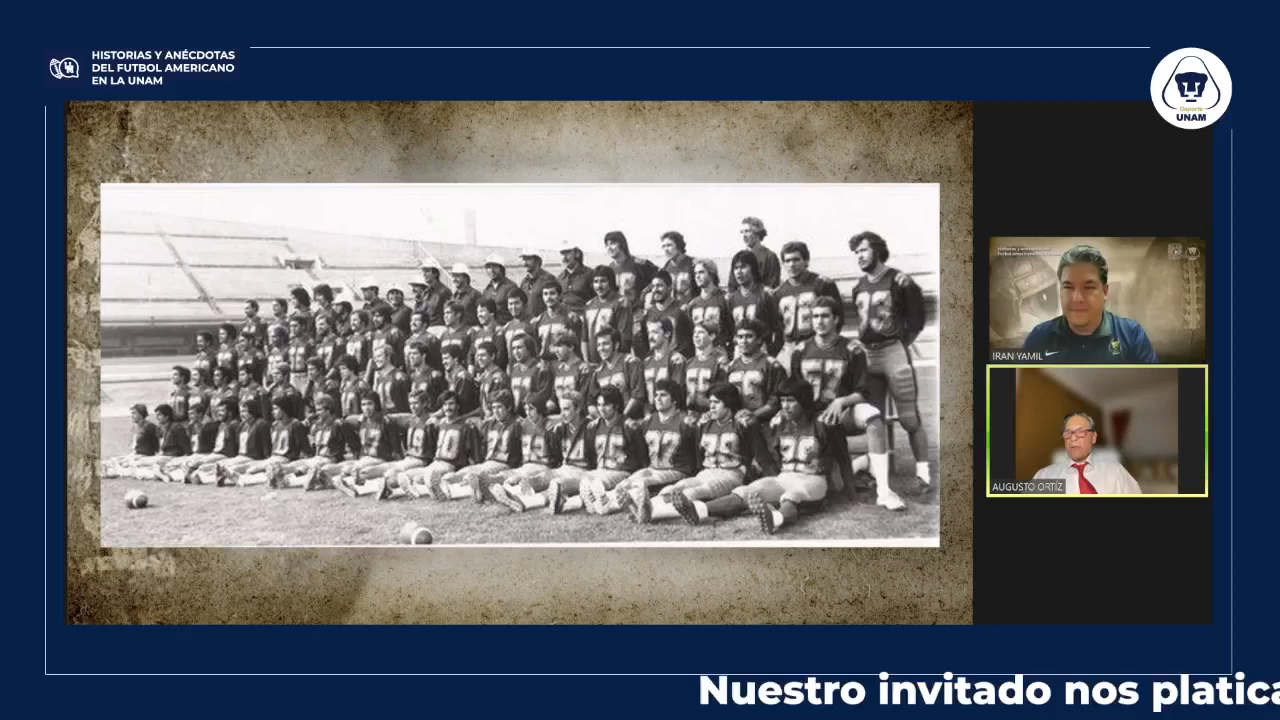 HISTORIAS Y ANÉCDOTAS
DEL FUTBOL AMERICANO
EN LA UNAM
Deporte
UNAM
IRAN YAMIL
AUGUSTO ORTÍZ
Nuestro invitado nos platica